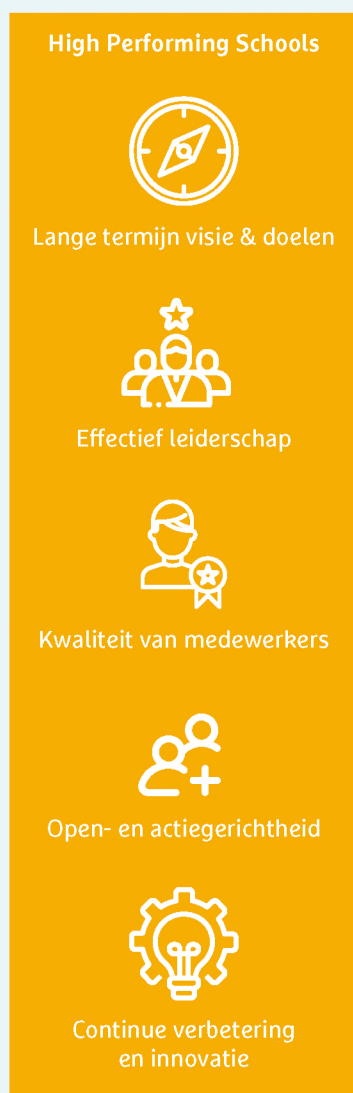 High Performing Schools
Lange termijn visie & doelen
Effectief leiderschap
Kwaliteit van medewerkers
Open- en actiegerichtheid
Continue verbetering
en innovatie